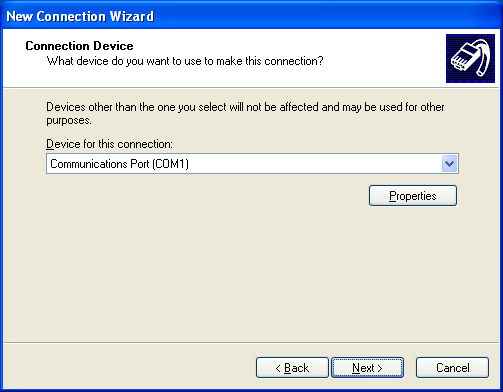 New Connection Wizard
Connection Device
What device do you want to use to make this connection?
Devices other than the one you select will not be affected and may be used for other
purposes.
Device for this connection:
Communications Port (COM1)
Properties
< Back
Next >
Cancel